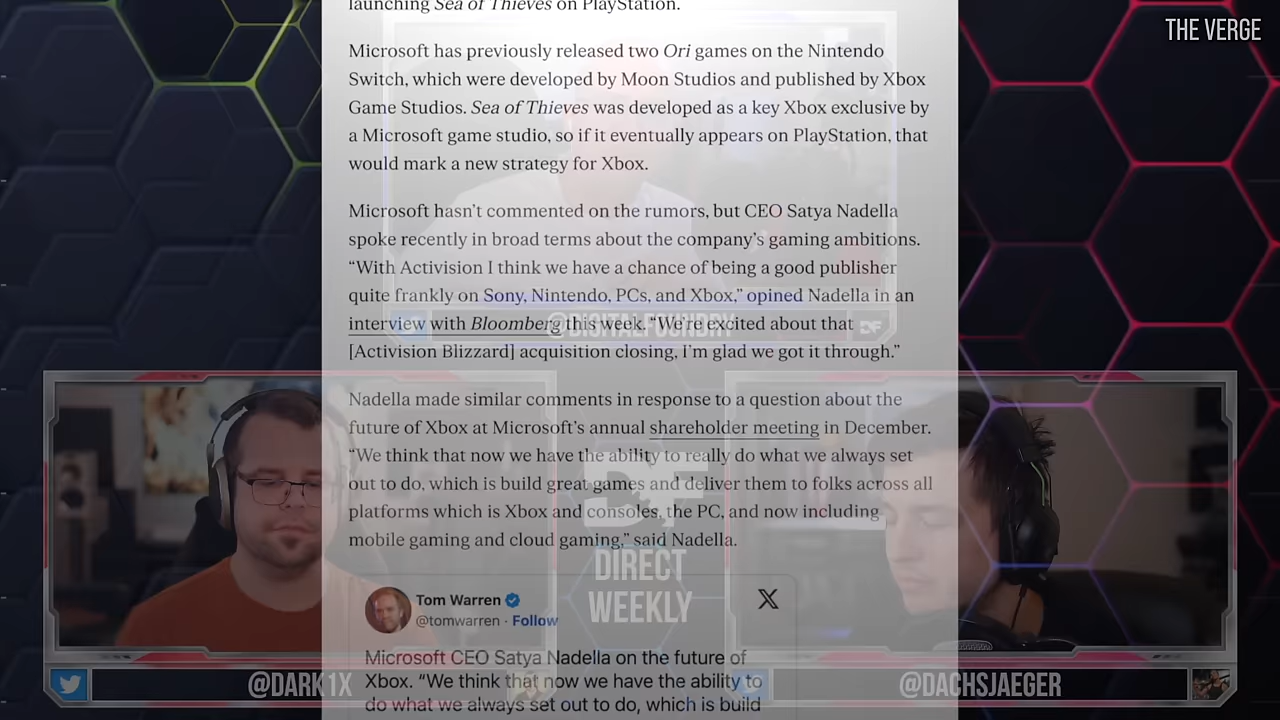 launching Sea of Thieves on PlayStation.
THE VERGE
Microsoft has previously released two Ori games on the Nintendo
Switch, which were developed by Moon Studios and published by Xbox
Game Studios. Sea of Thieves was developed as a key Xbox exclusive by
a Microsoft game studio, so if it eventually appears on PlayStation, that
would mark a new strategy for Xbox.
Microsoft hasn’t commented on the rumors, but CEO Satya Nadella
spoke recently in broad terms about the company’s gaming ambitions.
“With Activision I think we have a chance of being a good publisher
quite frankly on Sony, Nintendo, PCs, and Xbox,” opined Nadella in an
interview with Bloomberg this week. “We’re excited about that
[Activision Blizzard] acquisition closing, I’m glad we got it through.”
@DIGITALFOUNDRY
DF
Nadella made similar comments in response to a question about the
future of Xbox at Microsoft’s annual shareholder meeting in December.
“We think that now we have the ability to really do what we always set
out to do, which is build great games and deliver them to folks across all
platforms which is Xbox and consoles, the PC, and now including
mobile gaming and cloud gaming,” said Nadella.
DF
DIRECT
WEEKLY
Tom Warren
@tomwarren · Follow
X
Microsoft CEO Satya Nadella on the future of
Xbox. “We think that now we have the ability to
do what we always set out to do, which is build
@DARK1X
@DACHSJAEGER